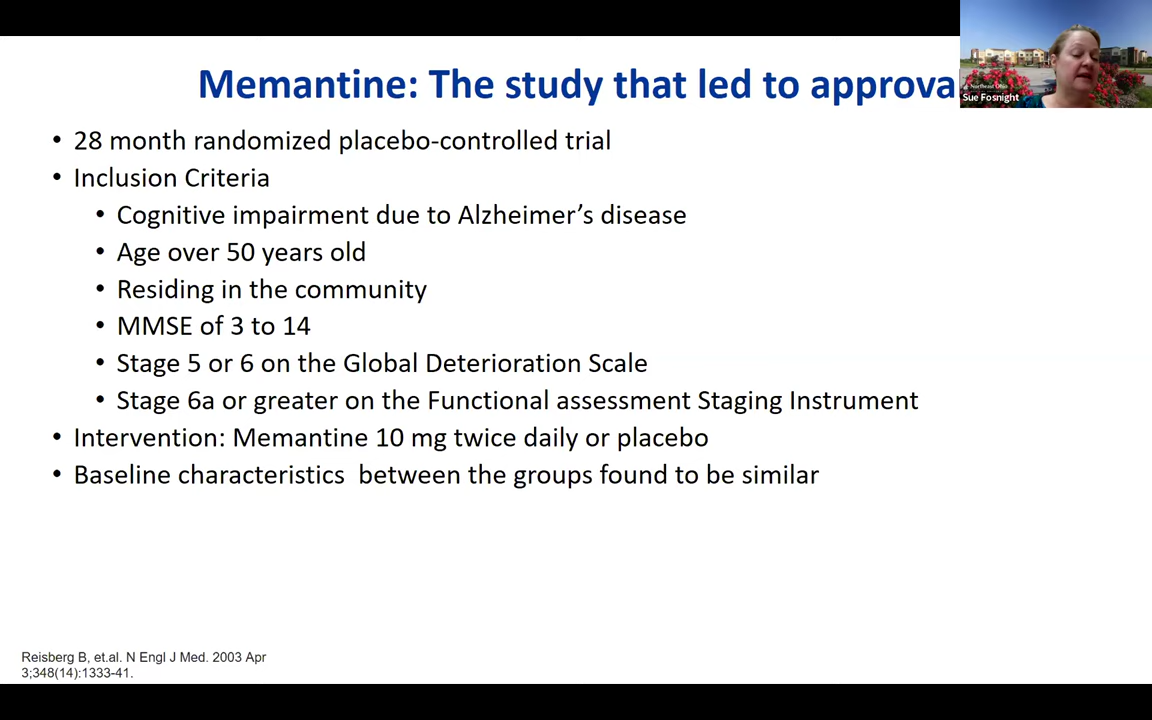 Memantine: The study that led to approva
Northeast Ohio
Sue Fosnight
• 28 month randomized placebo-controlled trial
• Inclusion Criteria
• Cognitive impairment due to Alzheimer's disease
• Age over 50 years old
• Residing in the community
• MMSE of 3 to 14
• Stage 5 or 6 on the Global Deterioration Scale
• Stage 6a or greater on the Functional assessment Staging Instrument
• Intervention: Memantine 10 mg twice daily or placebo
• Baseline characteristics  between the groups found to be similar
Reisberg B, et.al. N Engl J Med. 2003 Apr
3;348(14):1333-41.